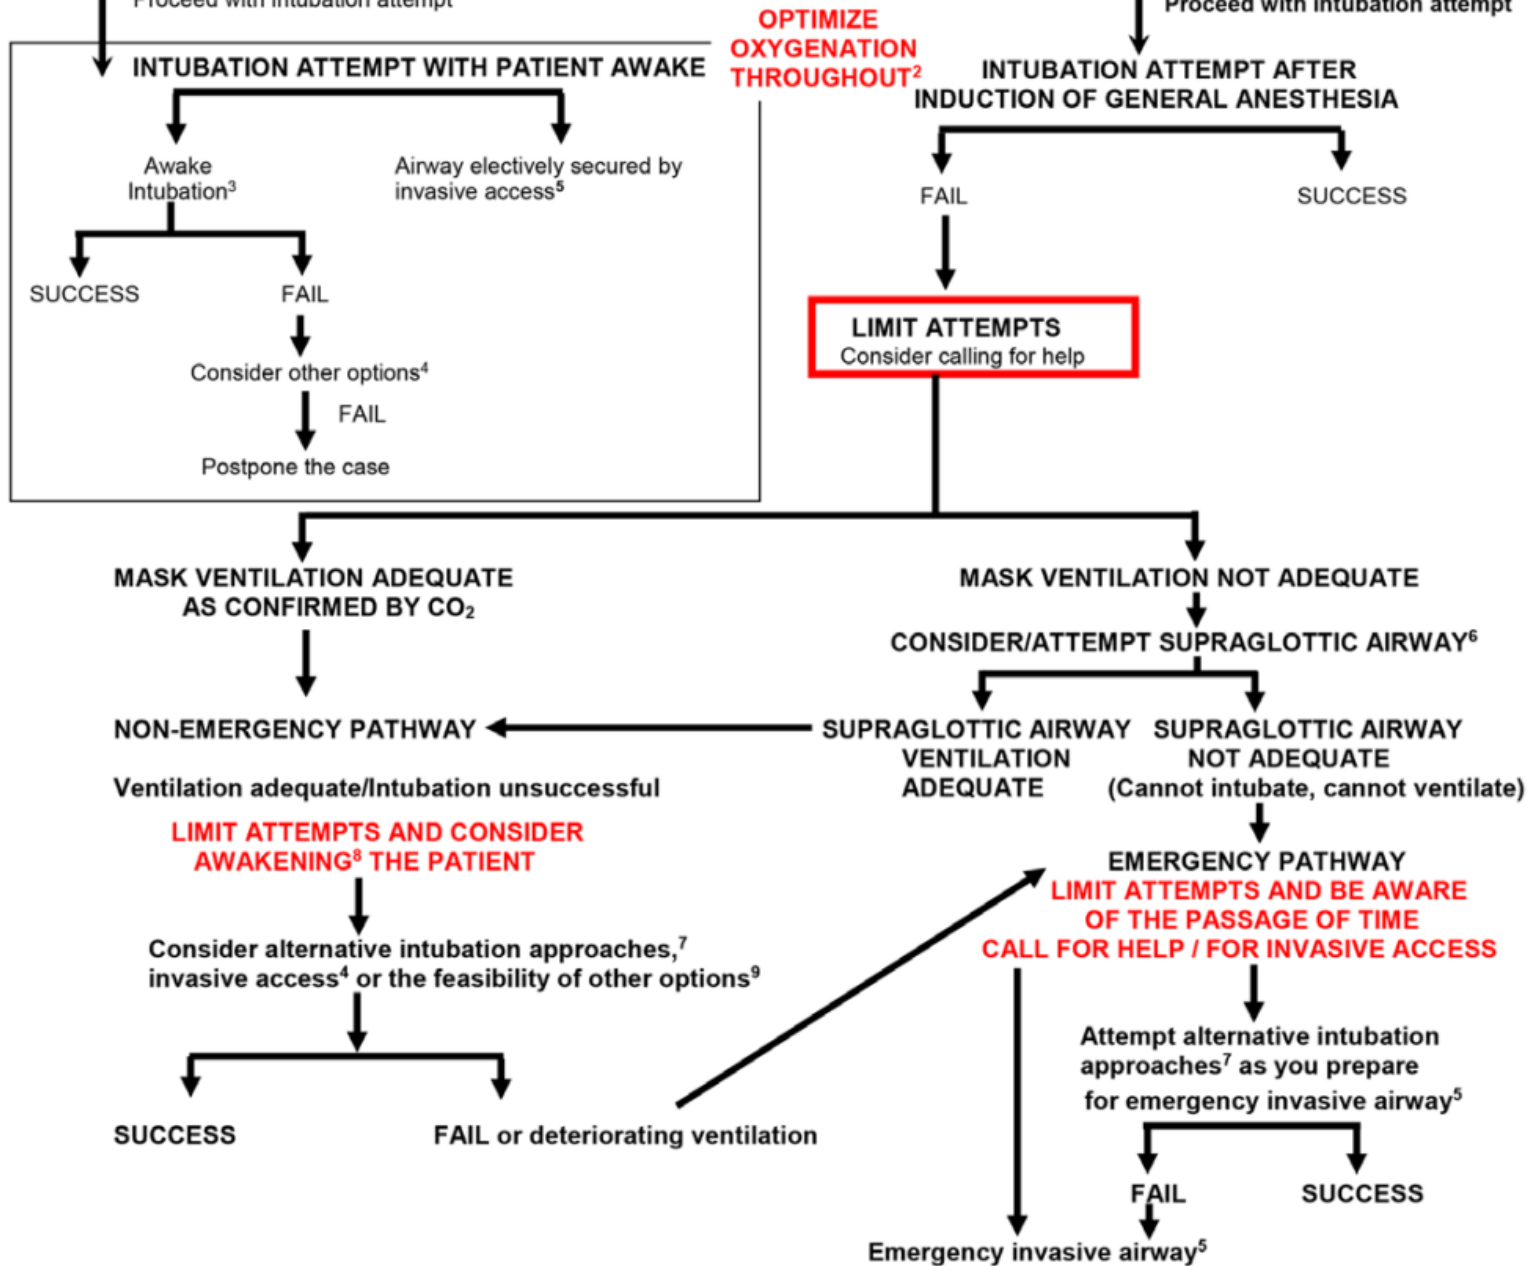 Proceed with intubation attempt
Proceed with intubation attempt
OPTIMIZE
OXYGENATION
THROUGHOUT²
INTUBATION ATTEMPT WITH PATIENT AWAKE
INTUBATION ATTEMPT AFTER
INDUCTION OF GENERAL ANESTHESIA
Awake
Intubation³
Airway electively secured by
invasive access⁵
FAIL
SUCCESS
SUCCESS
FAIL
LIMIT ATTEMPTS
Consider calling for help
Consider other options⁴
FAIL
Postpone the case
MASK VENTILATION ADEQUATE
AS CONFIRMED BY CO₂
MASK VENTILATION NOT ADEQUATE
CONSIDER/ATTEMPT SUPRAGLOTTIC AIRWAY⁶
NON-EMERGENCY PATHWAY
SUPRAGLOTTIC AIRWAY
VENTILATION
ADEQUATE
SUPRAGLOTTIC AIRWAY
NOT ADEQUATE
(Cannot intubate, cannot ventilate)
Ventilation adequate/Intubation unsuccessful
LIMIT ATTEMPTS AND CONSIDER
AWAKENING⁸ THE PATIENT
EMERGENCY PATHWAY
LIMIT ATTEMPTS AND BE AWARE
OF THE PASSAGE OF TIME
CALL FOR HELP / FOR INVASIVE ACCESS
Consider alternative intubation approaches,⁷
invasive access⁴ or the feasibility of other options⁹
Attempt alternative intubation
approaches⁷ as you prepare
for emergency invasive airway⁵
SUCCESS
FAIL or deteriorating ventilation
FAIL
SUCCESS
Emergency invasive airway⁵